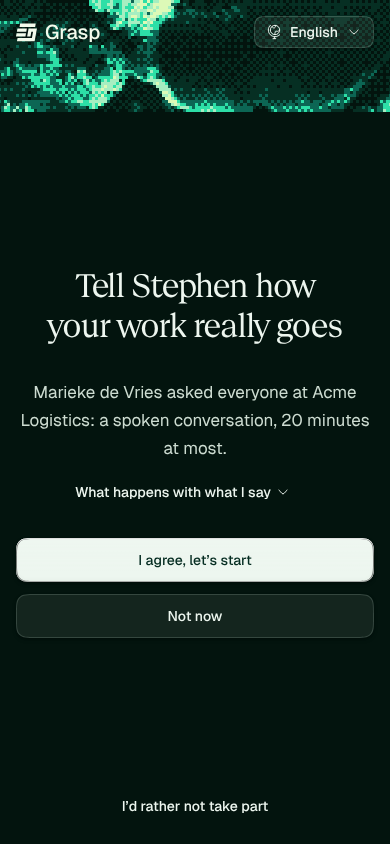 Grasp
English
Tell Stephen how
your work really goes
Marieke de Vries asked everyone at Acme
Logistics: a spoken conversation, 20 minutes
at most.
What happens with what I say
I agree, let’s start
Not now
I’d rather not take part